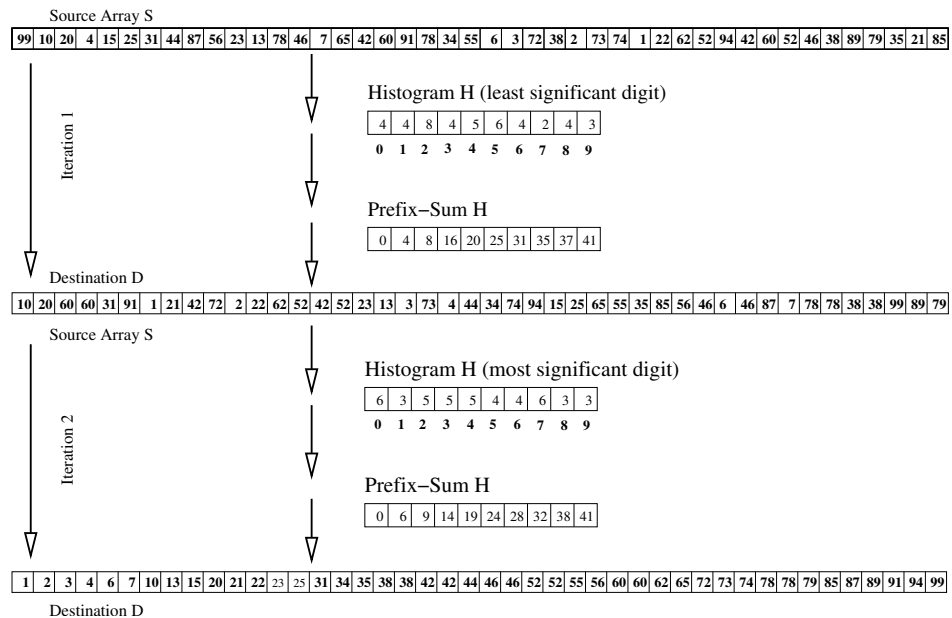 Source Array S
99 10 20 4 15 25 31 44 87 56 23 13 78 46 7 65 42 60 91 78 34 55 6 3 72 38 2 73 74 1 22 62 52 94 42 60 52 46 38 89 79 35 21 85
Histogram H (least significant digit)
4 4 8 4 5 6 4 2 4 3
0 1 2 3 4 5 6 7 8 9
Iteration 1
Prefix−Sum H
0 4 8 16 20 25 31 35 37 41
Destination D
10 20 60 60 31 91 1 21 42 72 2 22 62 52 42 52 23 13 3 73 4 44 34 74 94 15 25 65 55 35 85 56 46 6 46 87 7 78 78 38 38 99 89 79
Source Array S
Histogram H (most significant digit)
6 3 5 5 5 4 4 6 3 3
0 1 2 3 4 5 6 7 8 9
Iteration 2
Prefix−Sum H
0 6 9 14 19 24 28 32 38 41
1 2 3 4 6 7 10 13 15 20 21 22 23 25 31 34 35 38 38 42 42 44 46 46 52 52 55 56 60 60 62 65 72 73 74 78 78 79 85 87 89 91 94 99
Destination D